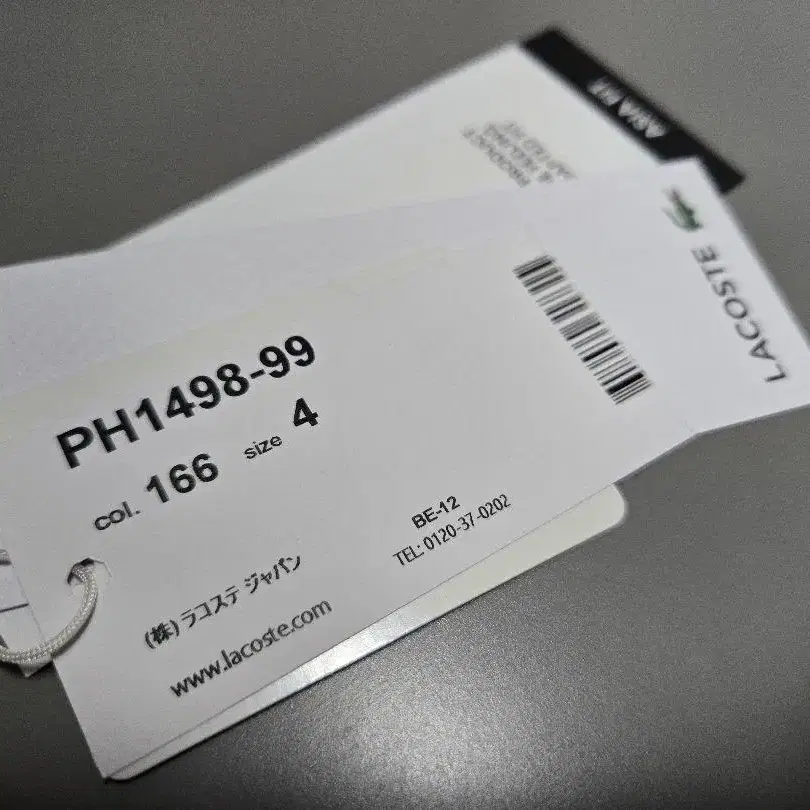 ASIA FIT
PRODUCT
LACOSTE
PH1498-99
col. 166 size 4
BE-12
TEL: 0120-37-0202
(株) ラコステ ジャパン
www.lacoste.com